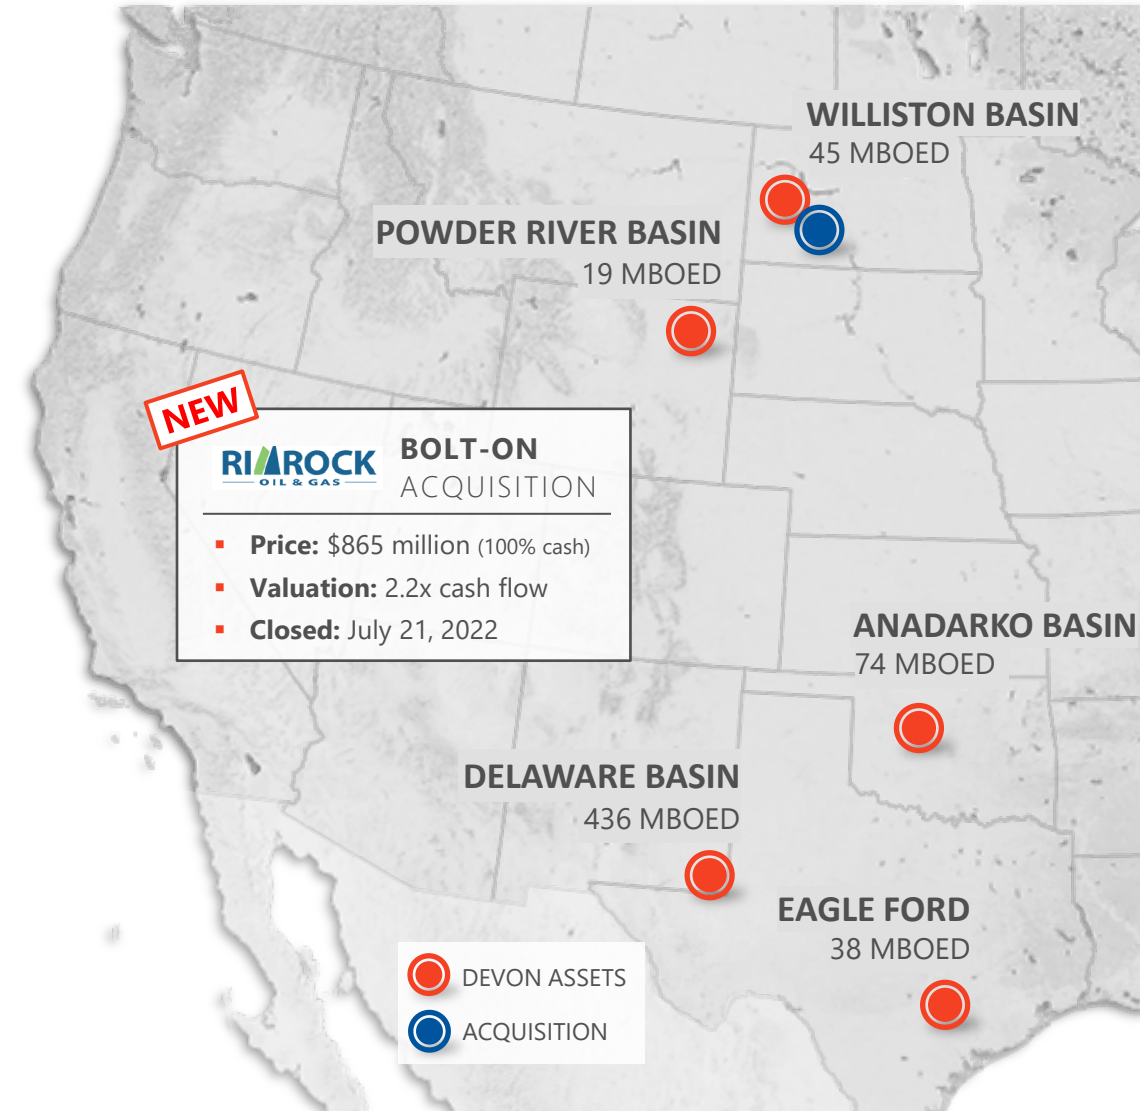 WILLISTON BASIN
45 MBOED
POWDER RIVER BASIN
19 MBOED
NEW
RIMROCK
OIL & GAS
BOLT-ON
ACQUISITION
▪ Price: $865 million (100% cash)
▪ Valuation: 2.2x cash flow
▪ Closed: July 21, 2022
ANADARKO BASIN
74 MBOED
DELAWARE BASIN
436 MBOED
EAGLE FORD
38 MBOED
DEVON ASSETS
ACQUISITION